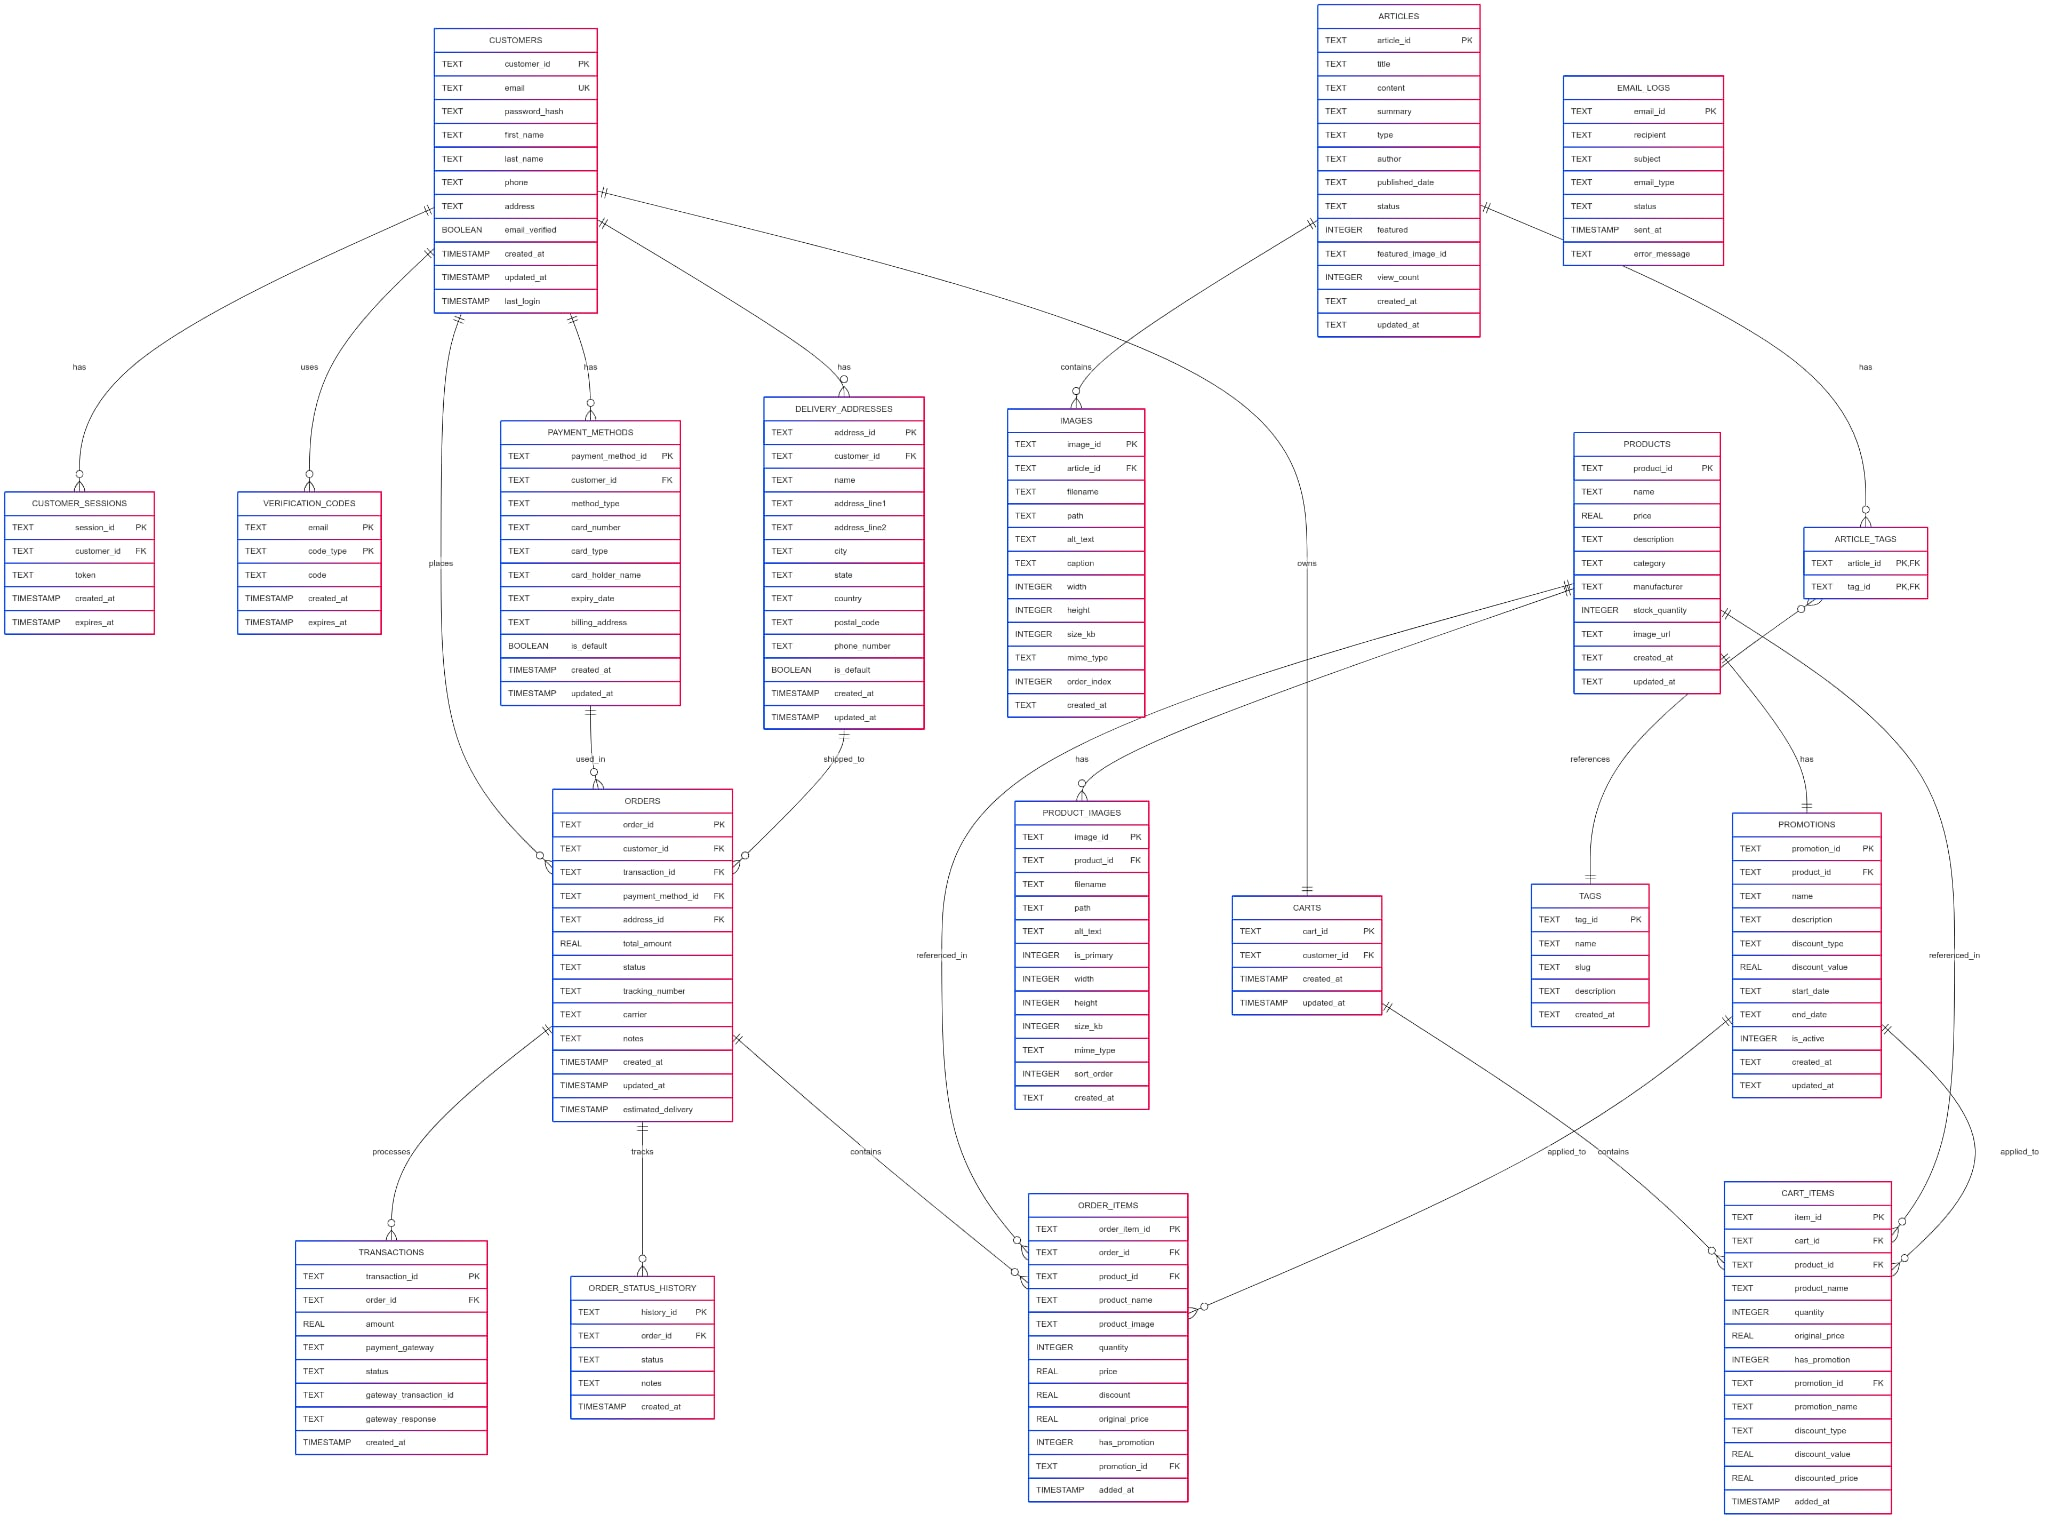 CUSTOMERS
TEXT customer_id PK
TEXT email UK
TEXT password_hash
TEXT first_name
TEXT last_name
TEXT phone
TEXT address
BOOLEAN email_verified
TIMESTAMP created_at
TIMESTAMP updated_at
TIMESTAMP last_login
ARTICLES
TEXT article_id PK
TEXT title
TEXT content
TEXT summary
TEXT type
TEXT author
TEXT published_date
TEXT status
INTEGER featured
TEXT featured_image_id
INTEGER view_count
TEXT created_at
TEXT updated_at
EMAIL_LOGS
TEXT email_id PK
TEXT recipient
TEXT subject
TEXT email_type
TEXT status
TIMESTAMP sent_at
TEXT error_message
has
uses
has
has
contains
has
CUSTOMER_SESSIONS
TEXT session_id PK
TEXT customer_id FK
TEXT token
TIMESTAMP created_at
TIMESTAMP expires_at
VERIFICATION_CODES
TEXT email PK
TEXT code_type PK
TEXT code
TIMESTAMP created_at
TIMESTAMP expires_at
places
PAYMENT_METHODS
TEXT payment_method_id PK
TEXT customer_id FK
TEXT method_type
TEXT card_number
TEXT card_type
TEXT card_holder_name
TEXT expiry_date
TEXT billing_address
BOOLEAN is_default
TIMESTAMP created_at
TIMESTAMP updated_at
DELIVERY_ADDRESSES
TEXT address_id PK
TEXT customer_id FK
TEXT name
TEXT address_line1
TEXT address_line2
TEXT city
TEXT state
TEXT country
TEXT postal_code
TEXT phone_number
BOOLEAN is_default
TIMESTAMP created_at
TIMESTAMP updated_at
IMAGES
TEXT image_id PK
TEXT article_id FK
TEXT filename
TEXT path
TEXT alt_text
TEXT caption
INTEGER width
INTEGER height
INTEGER size_kb
TEXT mime_type
INTEGER order_index
TEXT created_at
owns
PRODUCTS
TEXT product_id PK
TEXT name
REAL price
TEXT description
TEXT category
TEXT manufacturer
INTEGER stock_quantity
TEXT image_url
TEXT created_at
TEXT updated_at
ARTICLE_TAGS
TEXT article_id PK,FK
TEXT tag_id PK,FK
used_in
shipped_to
has
references
has
ORDERS
TEXT order_id PK
TEXT customer_id FK
TEXT transaction_id FK
TEXT payment_method_id FK
TEXT address_id FK
REAL total_amount
TEXT status
TEXT tracking_number
TEXT carrier
TEXT notes
TIMESTAMP created_at
TIMESTAMP updated_at
TIMESTAMP estimated_delivery
referenced_in
PRODUCT_IMAGES
TEXT image_id PK
TEXT product_id FK
TEXT filename
TEXT path
TEXT alt_text
INTEGER is_primary
INTEGER width
INTEGER height
INTEGER size_kb
TEXT mime_type
INTEGER sort_order
TEXT created_at
CARTS
TEXT cart_id PK
TEXT customer_id FK
TIMESTAMP created_at
TIMESTAMP updated_at
TAGS
TEXT tag_id PK
TEXT name
TEXT slug
TEXT description
TEXT created_at
PROMOTIONS
TEXT promotion_id PK
TEXT product_id FK
TEXT name
TEXT description
TEXT discount_type
REAL discount_value
TEXT start_date
TEXT end_date
INTEGER is_active
TEXT created_at
TEXT updated_at
referenced_in
processes
tracks
contains
applied_to
contains
applied_to
TRANSACTIONS
TEXT transaction_id PK
TEXT order_id FK
REAL amount
TEXT payment_gateway
TEXT status
TEXT gateway_transaction_id
TEXT gateway_response
TIMESTAMP created_at
ORDER_STATUS_HISTORY
TEXT history_id PK
TEXT order_id FK
TEXT status
TEXT notes
TIMESTAMP created_at
ORDER_ITEMS
TEXT order_item_id PK
TEXT order_id FK
TEXT product_id FK
TEXT product_name
TEXT product_image
INTEGER quantity
REAL price
REAL discount
REAL original_price
INTEGER has_promotion
TEXT promotion_id FK
TIMESTAMP added_at
CART_ITEMS
TEXT item_id PK
TEXT cart_id FK
TEXT product_id FK
TEXT product_name
INTEGER quantity
REAL original_price
INTEGER has_promotion
TEXT promotion_id FK
TEXT promotion_name
TEXT discount_type
REAL discount_value
REAL discounted_price
TIMESTAMP added_at